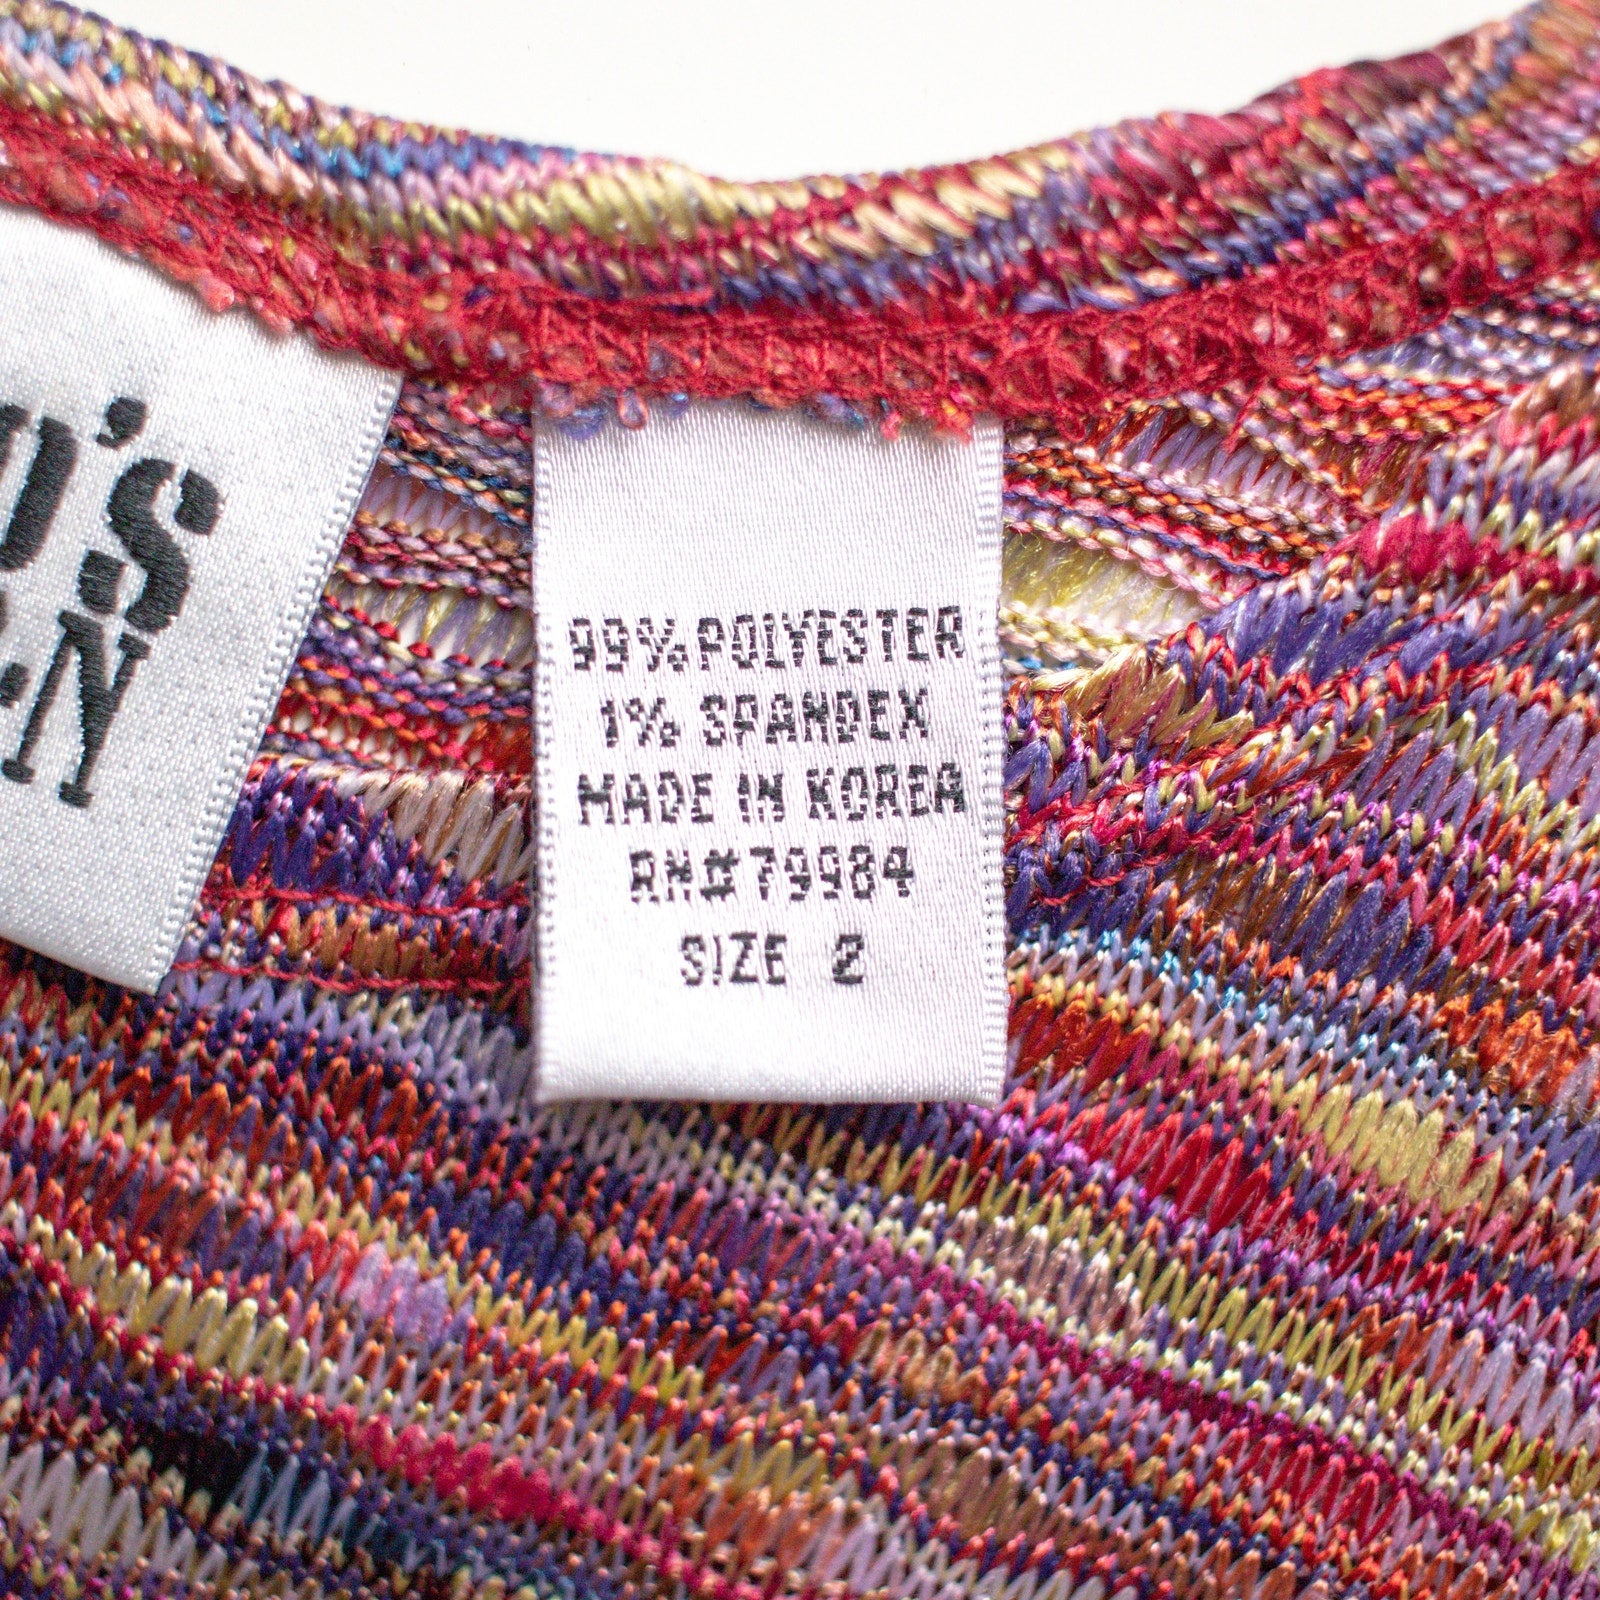 'S
99% POLYESTER
1% SPANDEX
MADE IN KOREA
RN#79984
SIZE 2